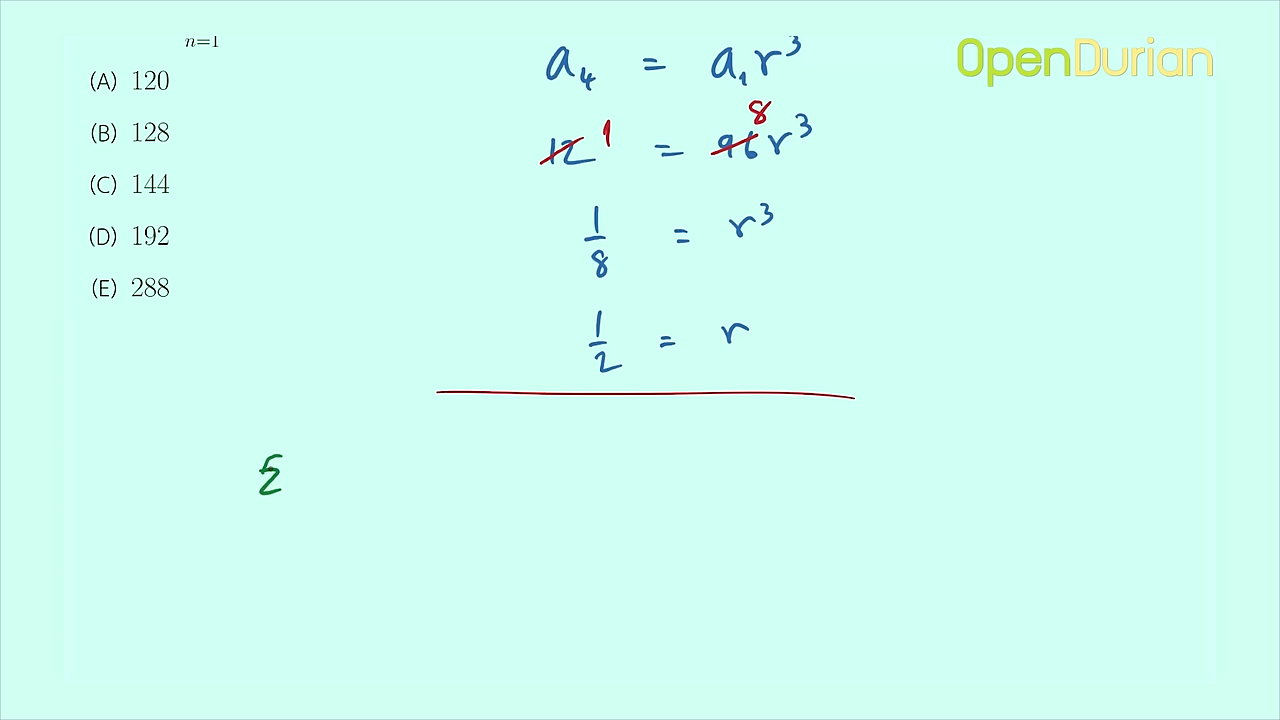 n=1
OpenDurian
(A) 120
(B) 128
(C) 144
(D) 192
(E) 288
a₄ = a₁r³
12 1 = 96 8 r³
1/8 = r³
1/2 = r
Σ